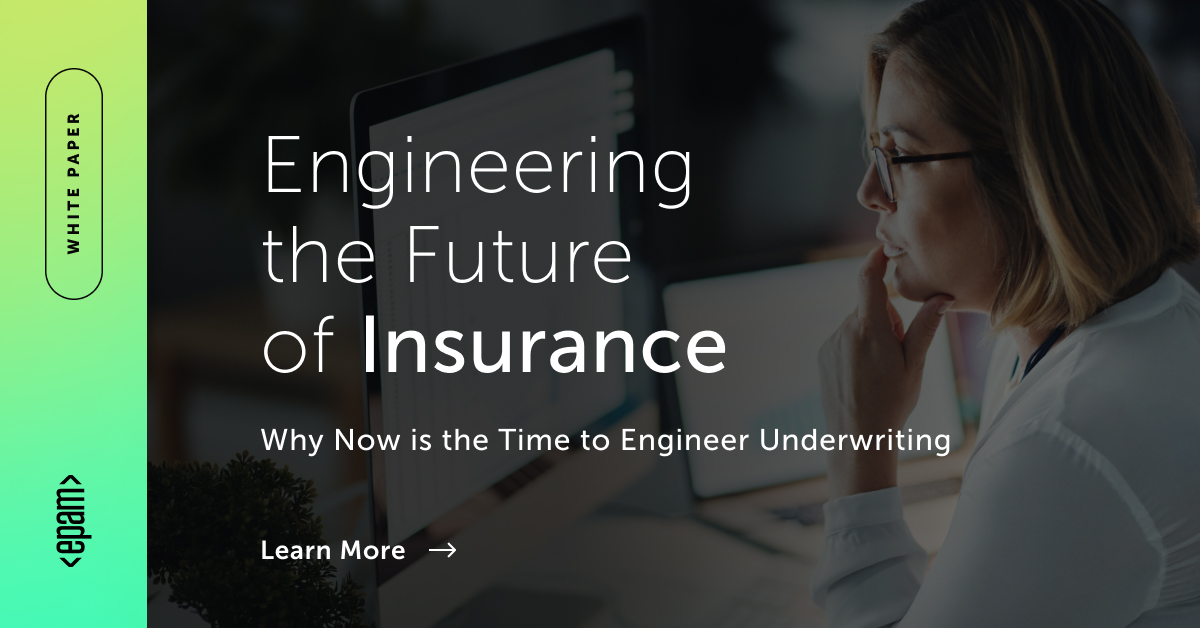 WHITE PAPER
<epam>
Engineering
the Future
of Insurance
Why Now is the Time to Engineer Underwriting
Learn More →